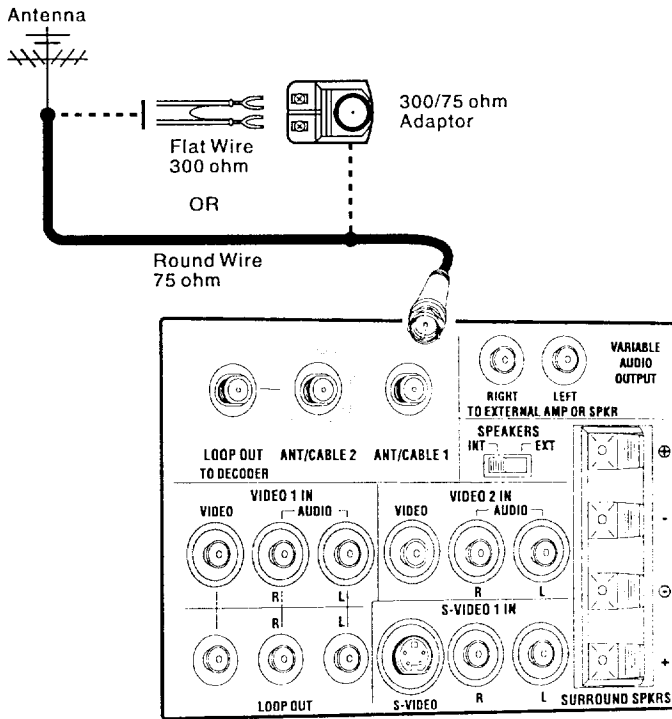 Antenna
300/75 ohm
Adaptor
Flat Wire
300 ohm
OR
Round Wire
75 ohm
VARIABLE
AUDIO
OUTPUT
RIGHT LEFT
TO EXTERNAL AMP OR SPKR
LOOP OUT ANT/CABLE 2 ANT/CABLE 1
TO DECODER
SPEAKERS
INT EXT
VIDEO 1 IN
VIDEO AUDIO
R L
R L
LOOP OUT
VIDEO 2 IN
VIDEO AUDIO
R L
S-VIDEO 1 IN
S-VIDEO R L
⊕
-
⊖
+
SURROUND SPKRS